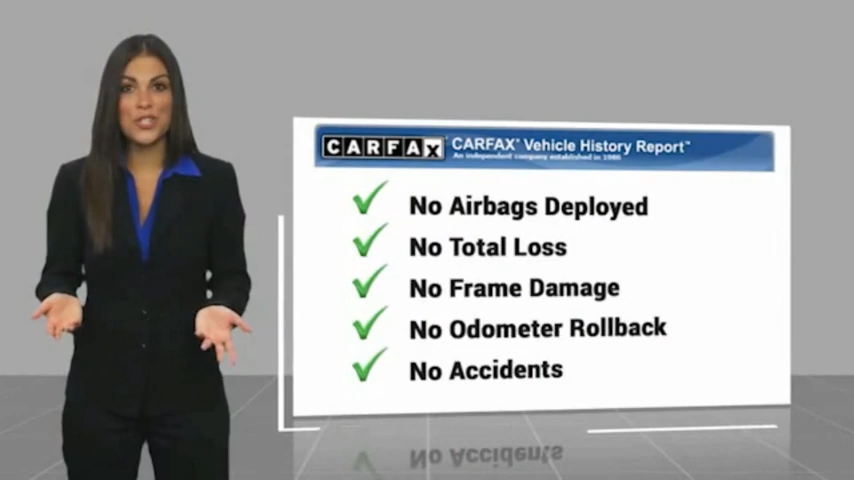 CARFAX CARFAX® Vehicle History Report™
An independent company established in 1986
No Airbags Deployed
No Total Loss
No Frame Damage
No Odometer Rollback
No Accidents
No Accidents